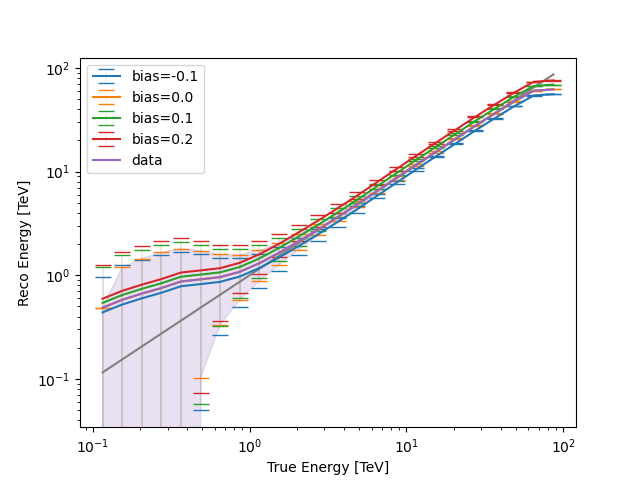 10²
10¹
10⁰
10⁻¹
Reco Energy [TeV]
bias=-0.1
bias=0.0
bias=0.1
bias=0.2
data
10⁻¹
10⁰
10¹
10²
True Energy [TeV]